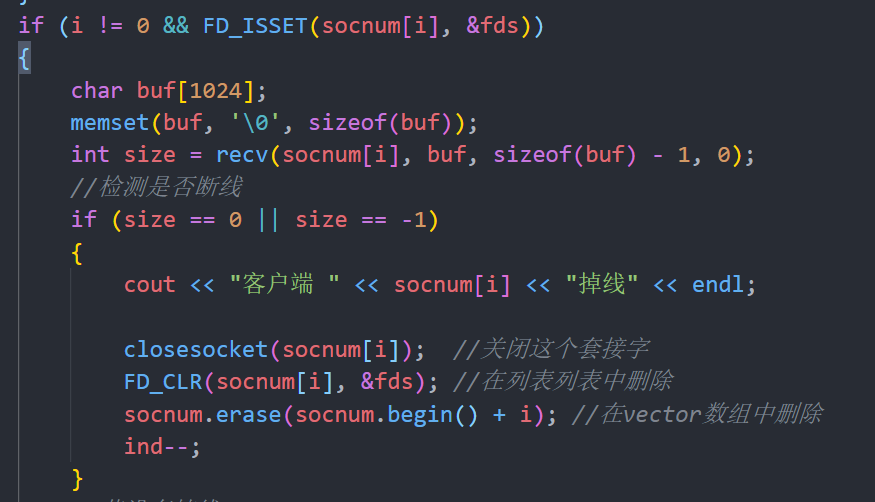 if (i != 0 && FD_ISSET(socnum[i], &fds))
{
char buf[1024];
memset(buf, '\0', sizeof(buf));
int size = recv(socnum[i], buf, sizeof(buf) - 1, 0);
//检测是否断线
if (size == 0 || size == -1)
{
cout << "客户端 " << socnum[i] << "掉线" << endl;
closesocket(socnum[i]); //关闭这个套接字
FD_CLR(socnum[i], &fds); //在列表列表中删除
socnum.erase(socnum.begin() + i); //在vector数组中删除
ind--;
}